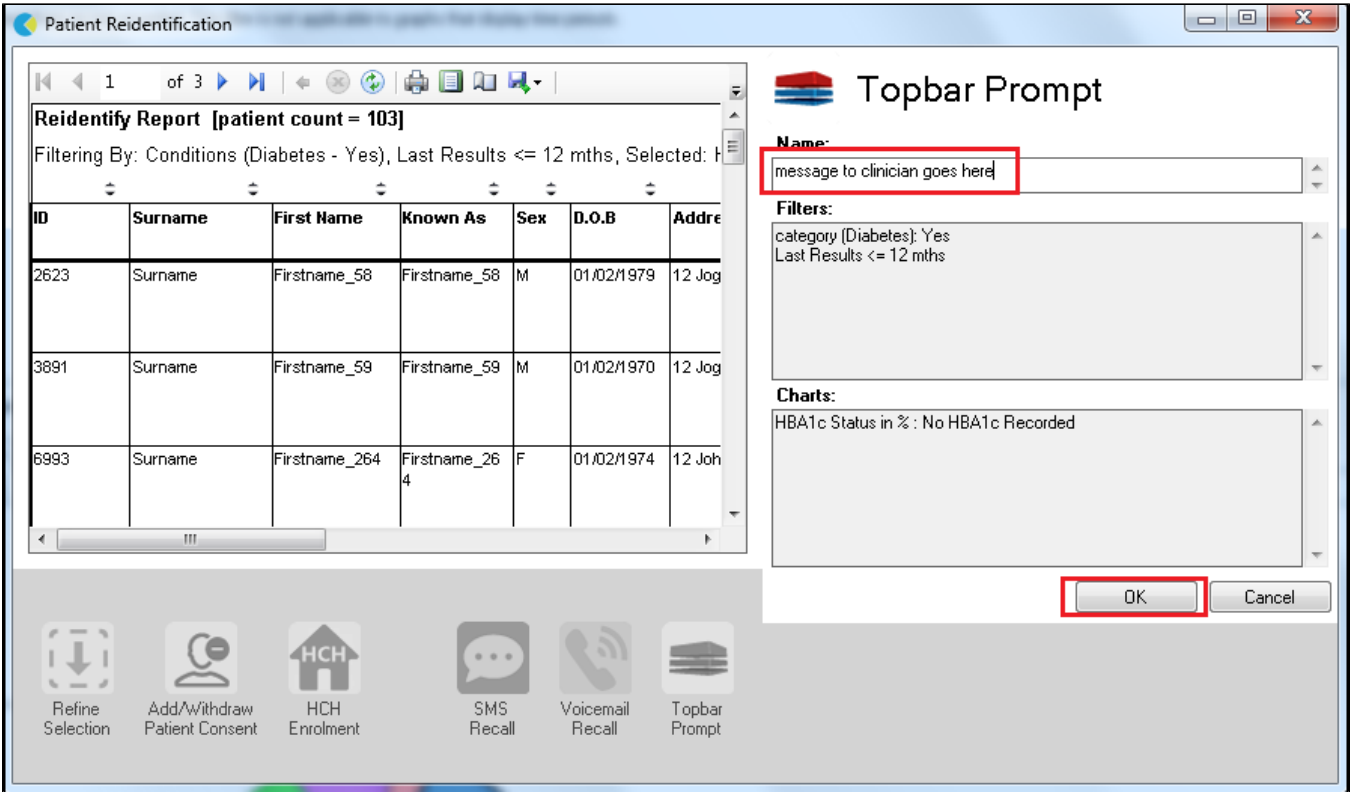 Patient Reidentification
1 of 3
Reidentify Report [patient count = 103]
Filtering By: Conditions (Diabetes - Yes), Last Results <= 12 mths, Selected: H
ID Surname First Name Known As Sex D.O.B Addre
2623 Surname Firstname_58 Firstname_58 M 01/02/1979 12 Jog
3891 Surname Firstname_59 Firstname_59 M 01/02/1970 12 Jog
6993 Surname Firstname_264 Firstname_26 F 01/02/1974 12 Joh
4
Topbar Prompt
Name:
message to clinician goes here
Filters:
category (Diabetes): Yes
Last Results <= 12 mths
Charts:
HBA1c Status in % : No HBA1c Recorded
OK Cancel
HCH
Refine
Selection
Add/Withdraw
Patient Consent
HCH
Enrolment
SMS
Recall
Voicemail
Recall
Topbar
Prompt